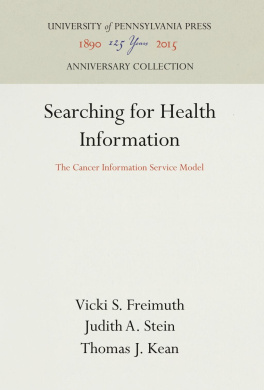 UNIVERSITY of PENNSYLVANIA PRESS
1890 125 Years 2015
ANNIVERSARY COLLECTION
Searching for Health
Information
The Cancer Information Service Model
Vicki S. Freimuth
Judith A. Stein
Thomas J. Kean